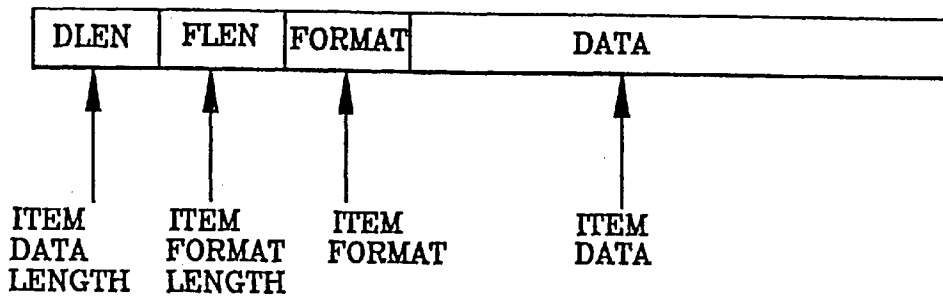 DLEN FLEN FORMAT DATA
ITEM DATA LENGTH
ITEM FORMAT LENGTH
ITEM FORMAT
ITEM DATA